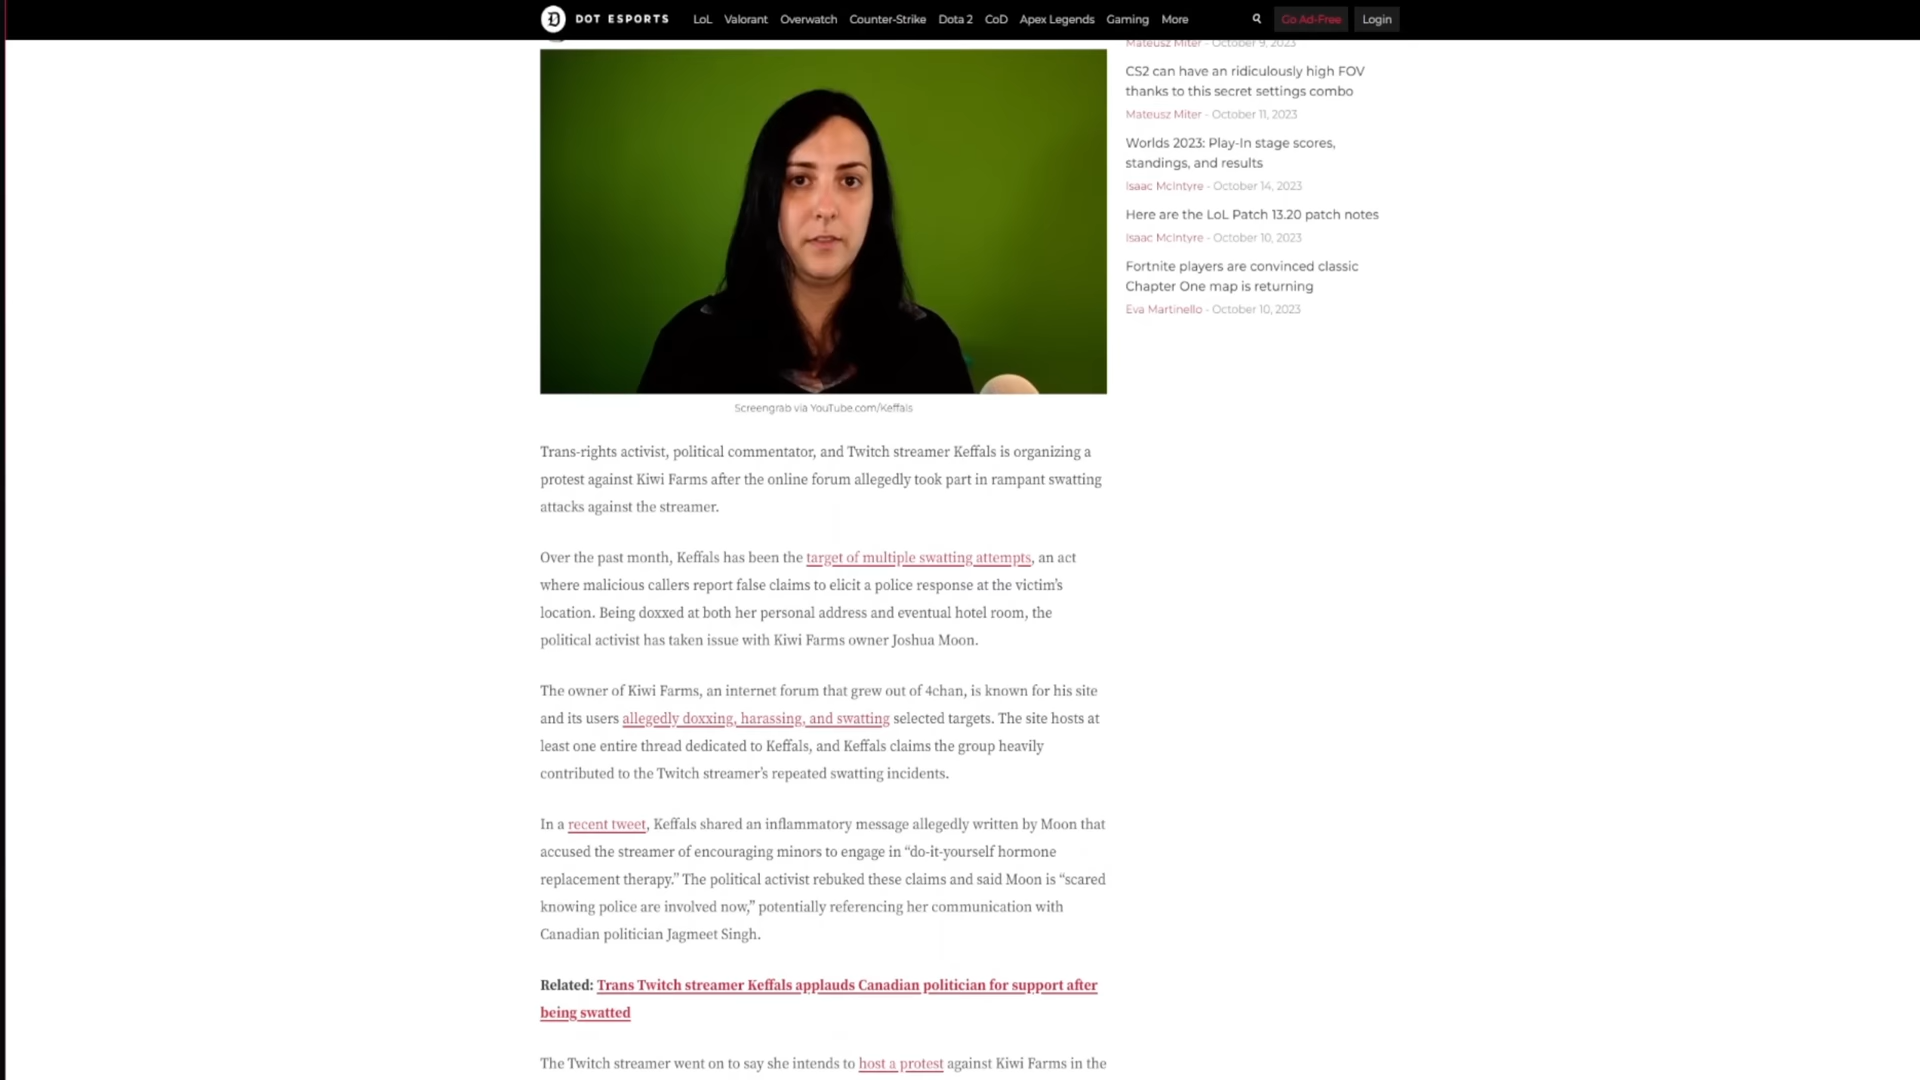 DOT ESPORTS
LoL Valorant Overwatch Counter-Strike Dota 2 CoD Apex Legends Gaming More
Go Ad-Free Login
Screengrab via YouTube.com/Keffals
Trans-rights activist, political commentator, and Twitch streamer Keffals is organizing a
protest against Kiwi Farms after the online forum allegedly took part in rampant swatting
attacks against the streamer.
Over the past month, Keffals has been the target of multiple swatting attempts, an act
where malicious callers report false claims to elicit a police response at the victim’s
location. Being doxxed at both her personal address and eventual hotel room, the
political activist has taken issue with Kiwi Farms owner Joshua Moon.
The owner of Kiwi Farms, an internet forum that grew out of 4chan, is known for his site
and its users allegedly doxxing, harassing, and swatting selected targets. The site hosts at
least one entire thread dedicated to Keffals, and Keffals claims the group heavily
contributed to the Twitch streamer’s repeated swatting incidents.
In a recent tweet, Keffals shared an inflammatory message allegedly written by Moon that
accused the streamer of encouraging minors to engage in “do-it-yourself hormone
replacement therapy.” The political activist rebuked these claims and said Moon is “scared
knowing police are involved now,” potentially referencing her communication with
Canadian politician Jagmeet Singh.
Related: Trans Twitch streamer Keffals applauds Canadian politician for support after
being swatted
The Twitch streamer went on to say she intends to host a protest against Kiwi Farms in the
Mateusz Miter - October 9, 2023
CS2 can have an ridiculously high FOV
thanks to this secret settings combo
Mateusz Miter - October 11, 2023
Worlds 2023: Play-In stage scores,
standings, and results
Isaac McIntyre - October 14, 2023
Here are the LoL Patch 13.20 patch notes
Isaac McIntyre - October 10, 2023
Fortnite players are convinced classic
Chapter One map is returning
Eva Martinello - October 10, 2023